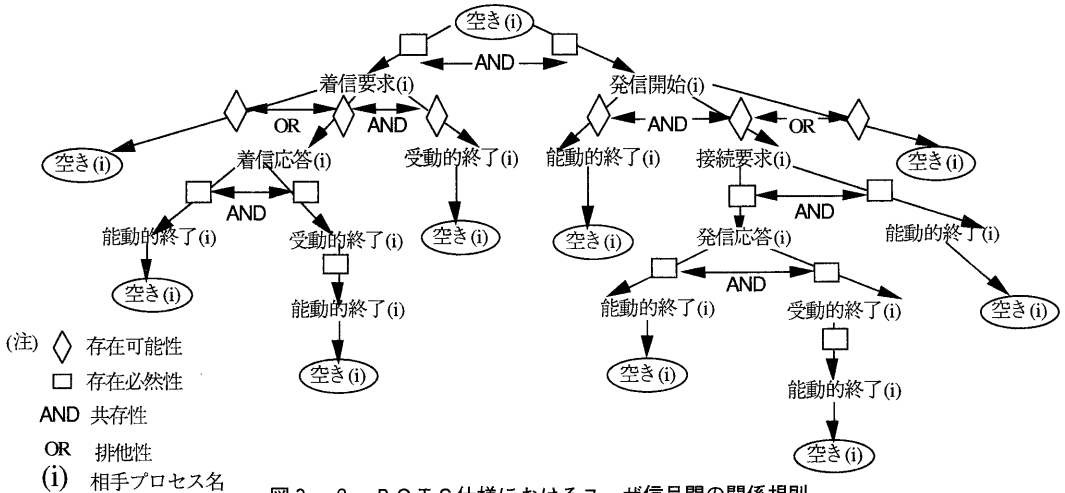 空き(i)
AND
着信要求(i)
発信開始(i)
OR
AND
AND
OR
空き(i)
着信応答(i)
受動的終了(i)
能動的終了(i)
接続要求(i)
空き(i)
AND
AND
能動的終了(i)
受動的終了(i)
空き(i)
空き(i)
発信応答(i)
能動的終了(i)
空き(i)
AND
能動的終了(i)
能動的終了(i)
受動的終了(i)
空き(i)
空き(i)
空き(i)
能動的終了(i)
空き(i)
(注)
存在可能性
存在必然性
AND 共存性
OR 排他性
(i) 相手プロセス名